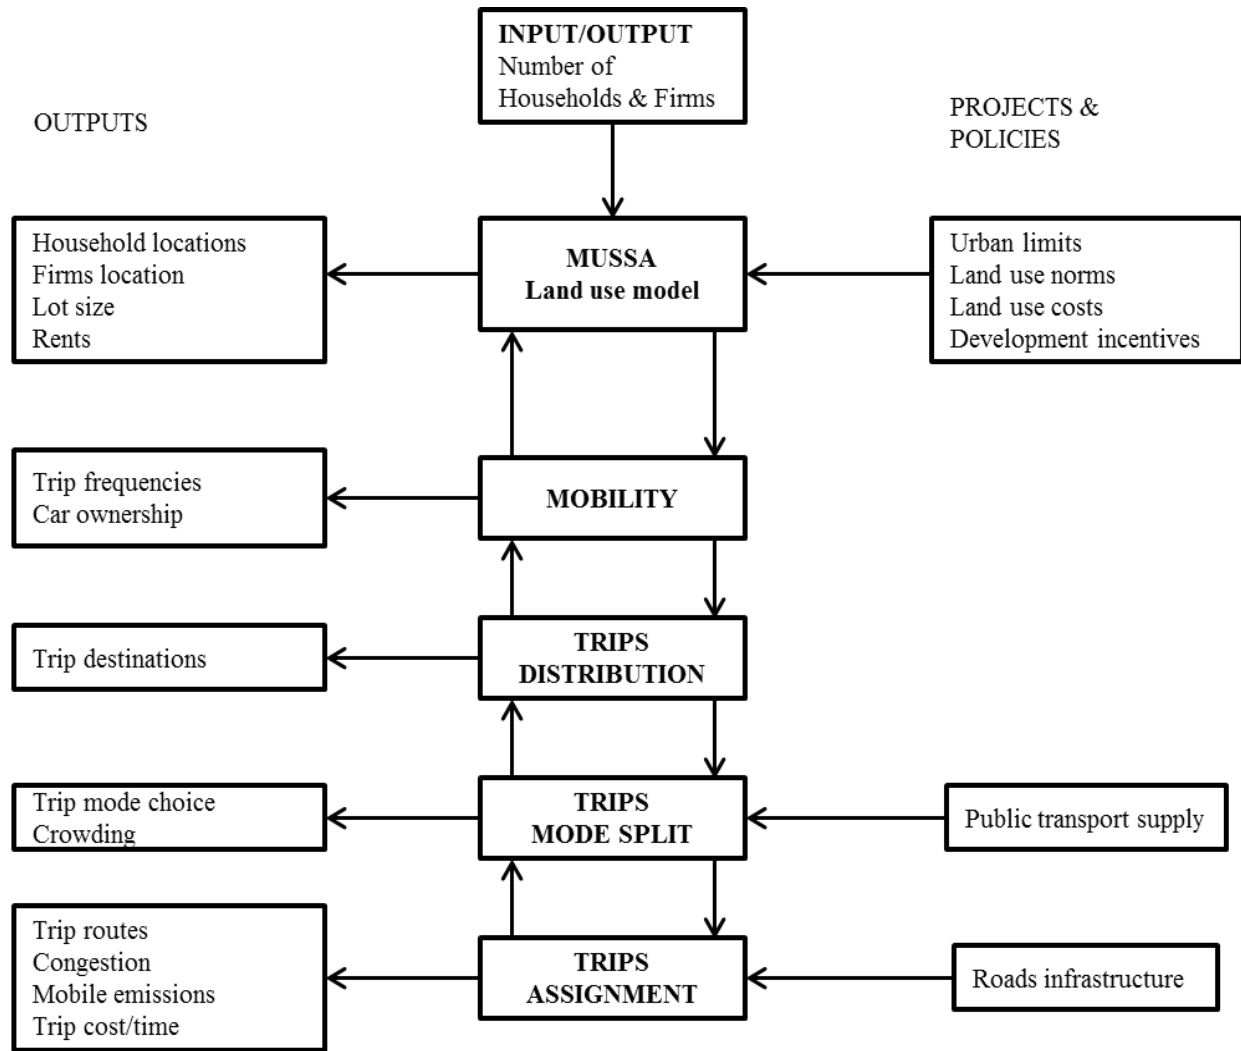 INPUT/OUTPUT
Number of
Households & Firms
OUTPUTS
PROJECTS &
POLICIES
Household locations
Firms location
Lot size
Rents
MUSSA
Land use model
Urban limits
Land use norms
Land use costs
Development incentives
Trip frequencies
Car ownership
MOBILITY
Trip destinations
TRIPS
DISTRIBUTION
Trip mode choice
Crowding
TRIPS
MODE SPLIT
Public transport supply
Trip routes
Congestion
Mobile emissions
Trip cost/time
TRIPS
ASSIGNMENT
Roads infrastructure